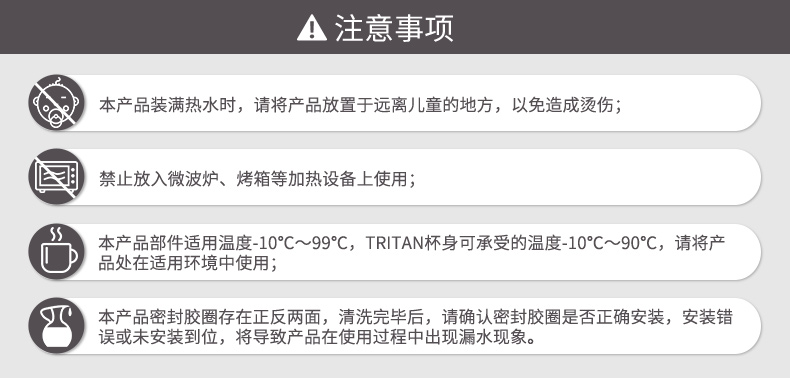 注意事项
本产品装满热水时，请将产品放置于远离儿童的地方，以免造成烫伤；
禁止放入微波炉、烤箱等加热设备上使用；
本产品部件适用温度-10℃～99℃，TRITAN杯身可承受的温度-10℃～90℃，请将产
品处在适用环境中使用；
本产品密封胶圈存在正反两面，清洗完毕后，请确认密封胶圈是否正确安装，安装错
误或未安装到位，将导致产品在使用过程中出现漏水现象。